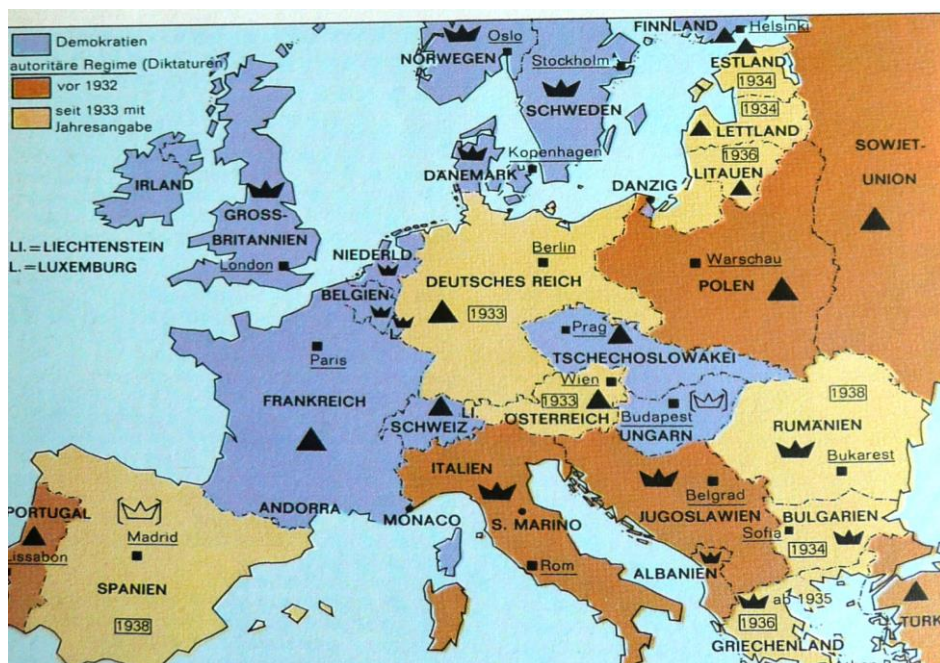 Demokratien
autoritäre Regime (Diktaturen)
vor 1932
seit 1933 mit
Jahresangabe
LI. = LIECHTENSTEIN
L. = LUXEMBURG
NORWEGEN
Oslo
Stockholm
SCHWEDEN
FINNLAND
Helsinki
ESTLAND
1934
1934
LETTLAND
1936
LITAUEN
SOWJET-
UNION
IRLAND
GROSS-
BRITANNIEN
London
DÄNEMARK
Kopenhagen
DANZIG
NIEDERLD.
BELGIEN
L.
Berlin
DEUTSCHES REICH
1933
Warschau
POLEN
Paris
FRANKREICH
Prag
TSCHECHOSLOWAKEI
Wien
1933
ÖSTERREICH
LI.
SCHWEIZ
Budapest
UNGARN
1938
RUMÄNIEN
Bukarest
ITALIEN
ANDORRA
MONACO
S. MARINO
Rom
Belgrad
JUGOSLAWIEN
Sofia
BULGARIEN
1934
ALBANIEN
ab 1935
1936
GRIECHENLAND
TÜRK
PORTUGAL
Lissabon
Madrid
SPANIEN
1938